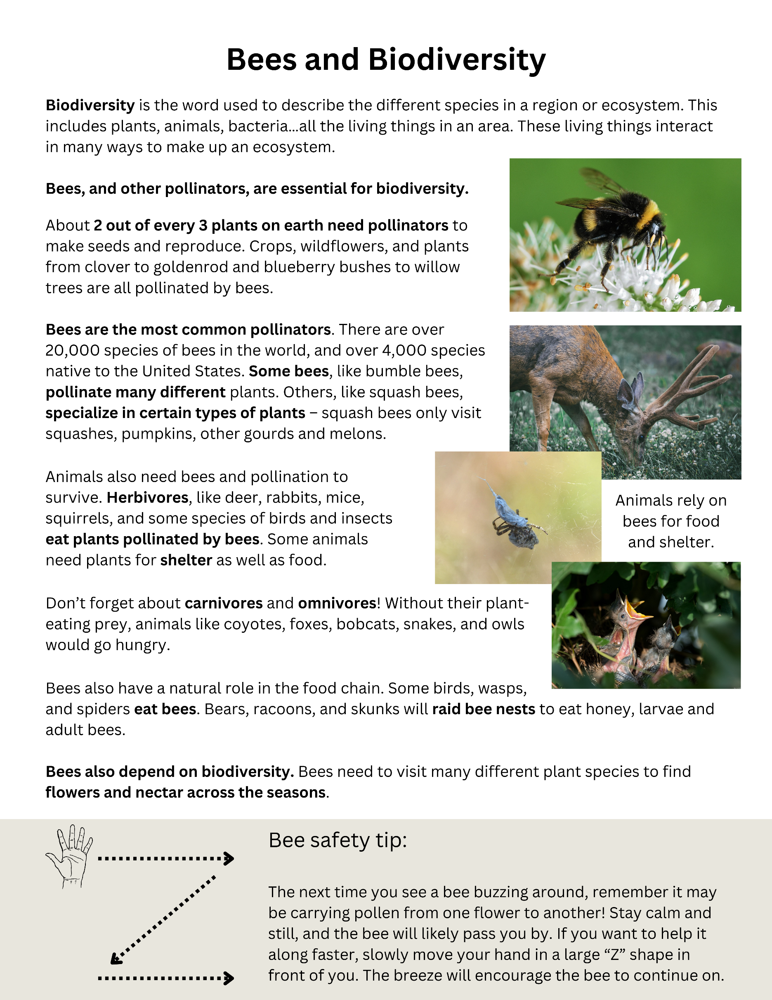 Bees and Biodiversity
Biodiversity is the word used to describe the different species in a region or ecosystem. This
includes plants, animals, bacteria...all the living things in an area. These living things interact
in many ways to make up an ecosystem.
Bees, and other pollinators, are essential for biodiversity.
About 2 out of every 3 plants on earth need pollinators to
make seeds and reproduce. Crops, wildflowers, and plants
from clover to goldenrod and blueberry bushes to willow
trees are all pollinated by bees.
Bees are the most common pollinators. There are over
20,000 species of bees in the world, and over 4,000 species
native to the United States. Some bees, like bumble bees,
pollinate many different plants. Others, like squash bees,
specialize in certain types of plants – squash bees only visit
squashes, pumpkins, other gourds and melons.
Animals also need bees and pollination to
survive. Herbivores, like deer, rabbits, mice,
squirrels, and some species of birds and insects
eat plants pollinated by bees. Some animals
need plants for shelter as well as food.
Animals rely on
bees for food
and shelter.
Don’t forget about carnivores and omnivores! Without their plant-
eating prey, animals like coyotes, foxes, bobcats, snakes, and owls
would go hungry.
Bees also have a natural role in the food chain. Some birds, wasps,
and spiders eat bees. Bears, racoons, and skunks will raid bee nests to eat honey, larvae and
adult bees.
Bees also depend on biodiversity. Bees need to visit many different plant species to find
flowers and nectar across the seasons.
Bee safety tip:
The next time you see a bee buzzing around, remember it may
be carrying pollen from one flower to another! Stay calm and
still, and the bee will likely pass you by. If you want to help it
along faster, slowly move your hand in a large “Z” shape in
front of you. The breeze will encourage the bee to continue on.